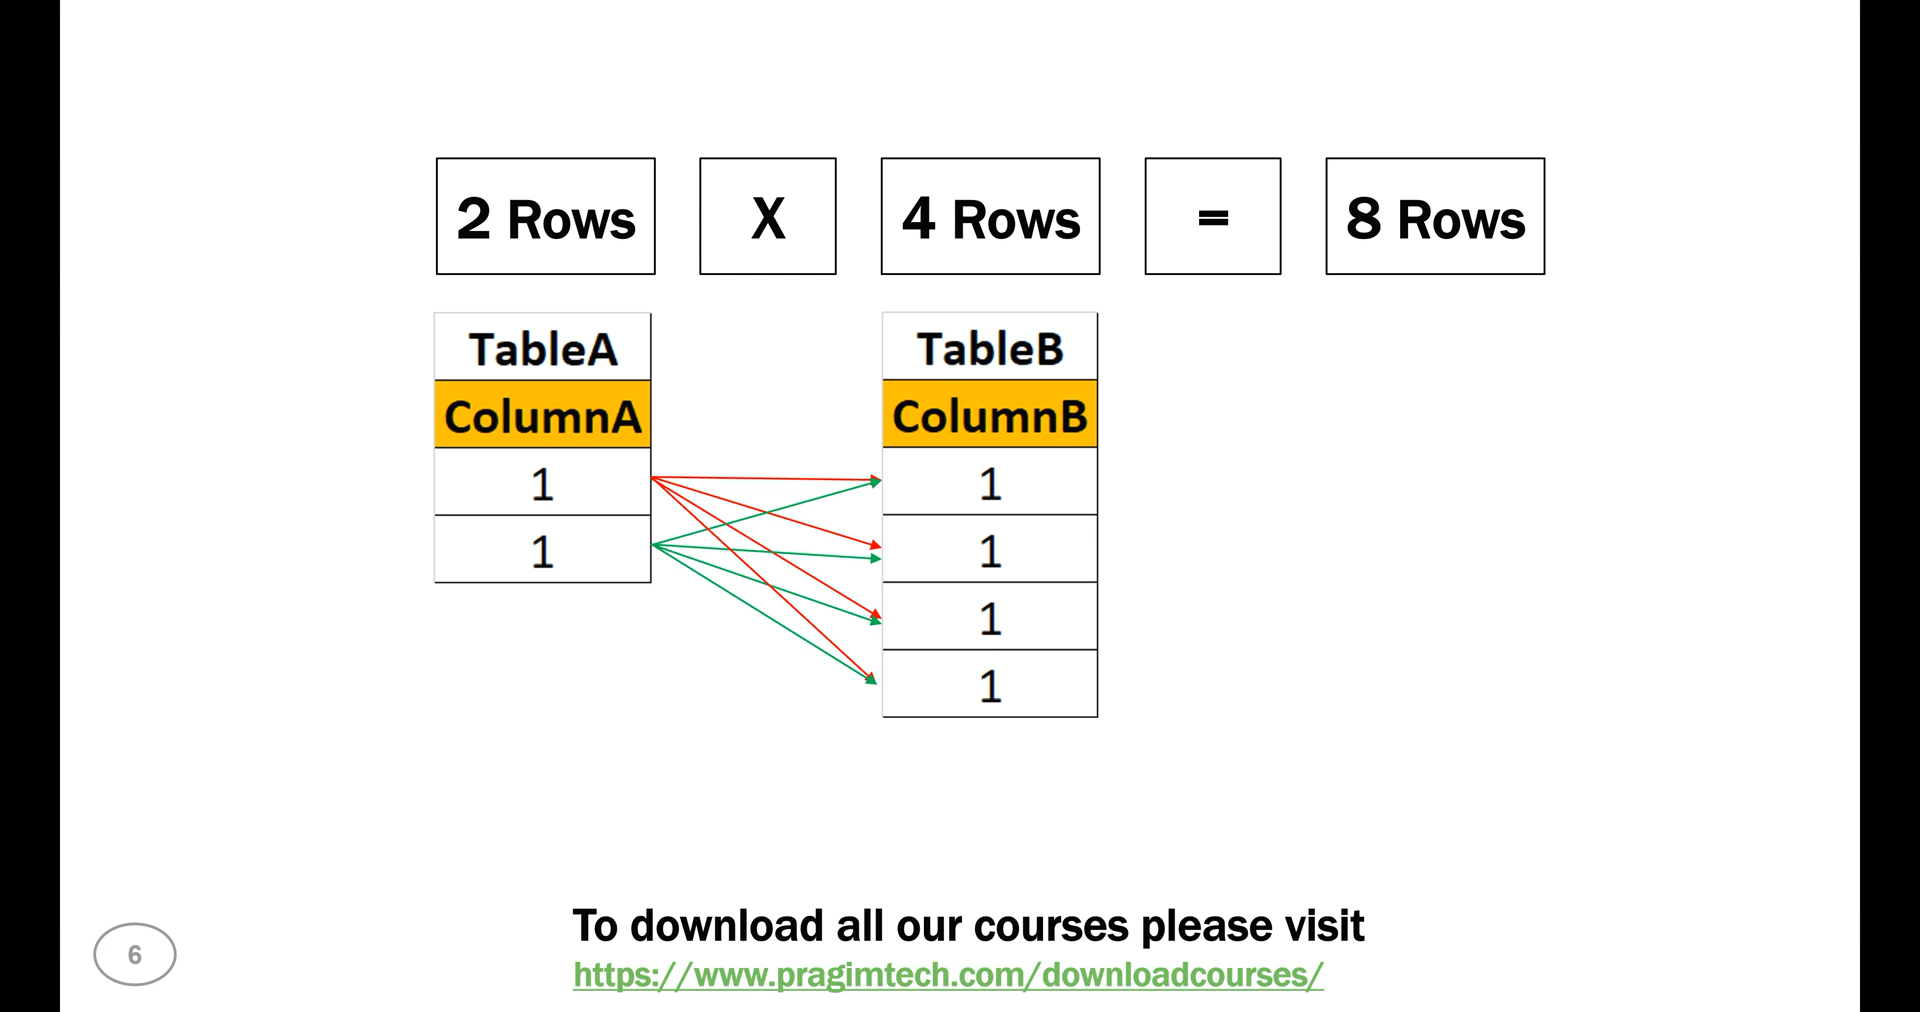 2 Rows X 4 Rows = 8 Rows
TableA TableB
ColumnA ColumnB
1 1
1 1
1
1
To download all our courses please visit
https://www.pragimtech.com/downloadcourses/
6